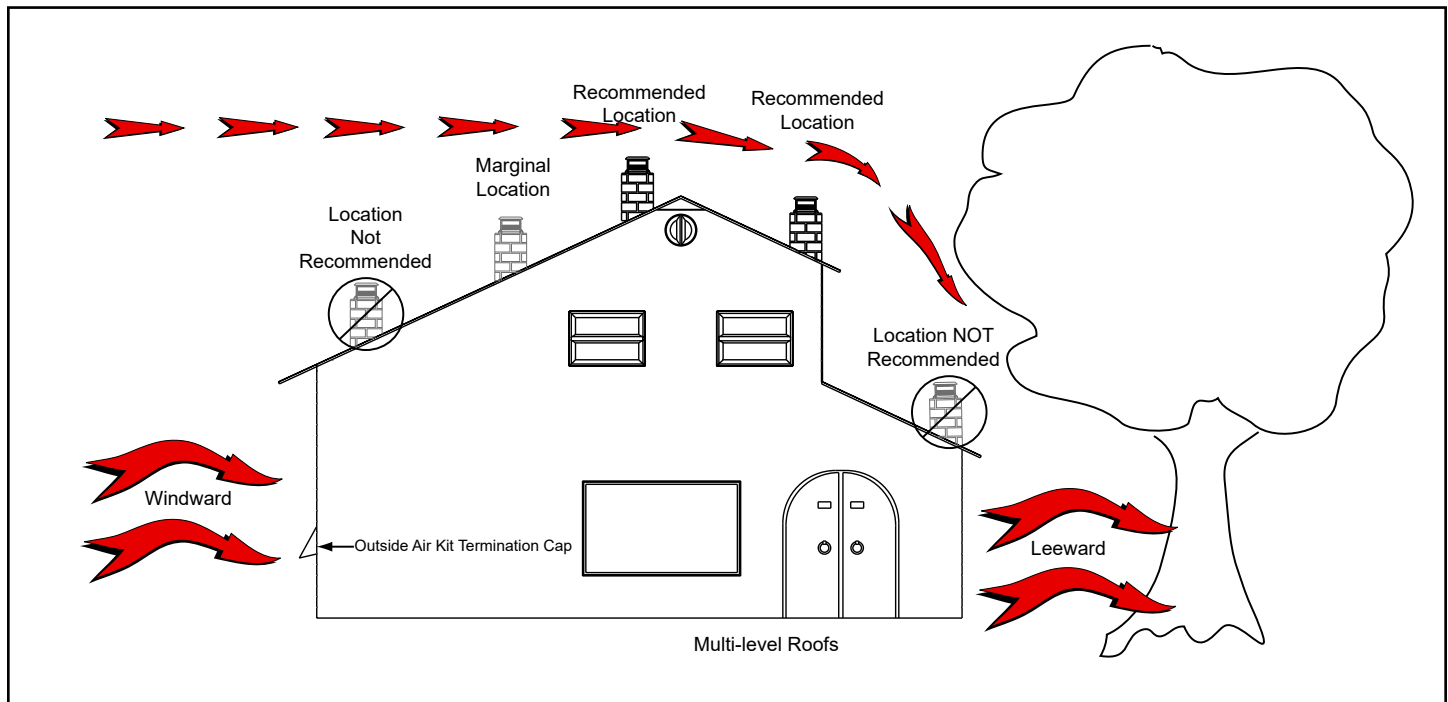 Recommended
Location
Recommended
Location
Marginal
Location
Location
Not
Recommended
Location NOT
Recommended
Windward
Outside Air Kit Termination Cap
Leeward
Multi-level Roofs